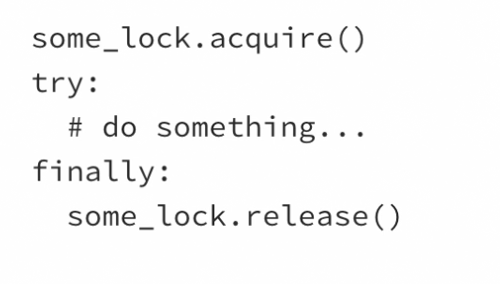 some_lock.acquire()
try:
  # do something...
finally:
  some_lock.release()